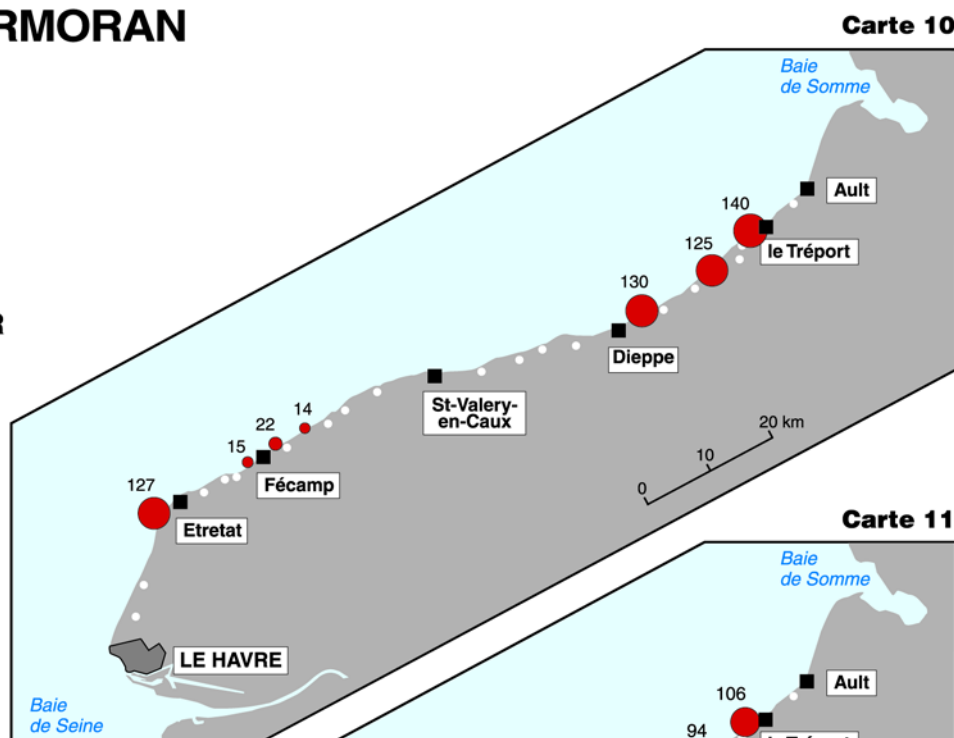 RMORAN
Carte 10
Baie
de Somme
Ault
140
le Tréport
125
130
Dieppe
R
St-Valery-
en-Caux
14
22
15
Fécamp
127
Etretat
0 10 20 km
LE HAVRE
Baie
de Seine
Carte 11
Baie
de Somme
Ault
106
94